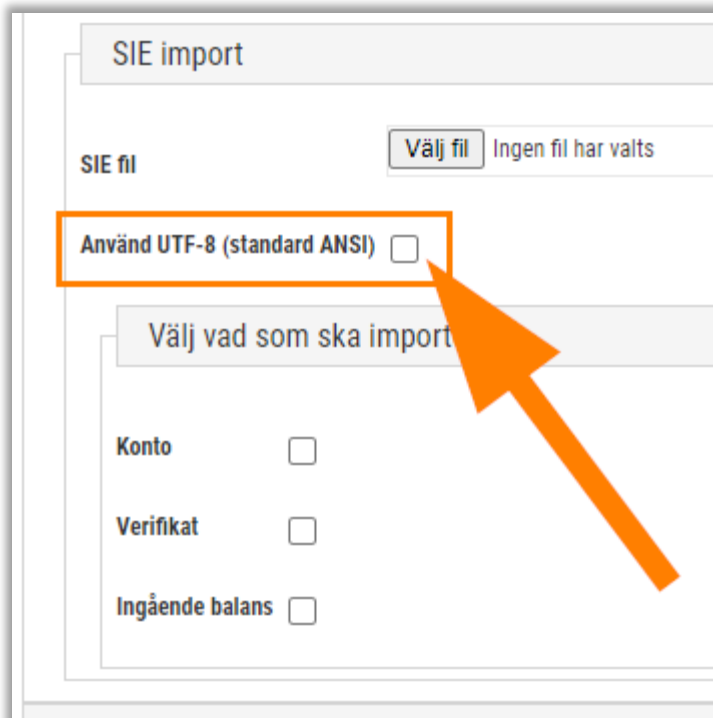 SIE import
SIE fil
Välj fil Ingen fil har valts
Använd UTF-8 (standard ANSI)
Välj vad som ska import
Konto
Verifikat
Ingående balans